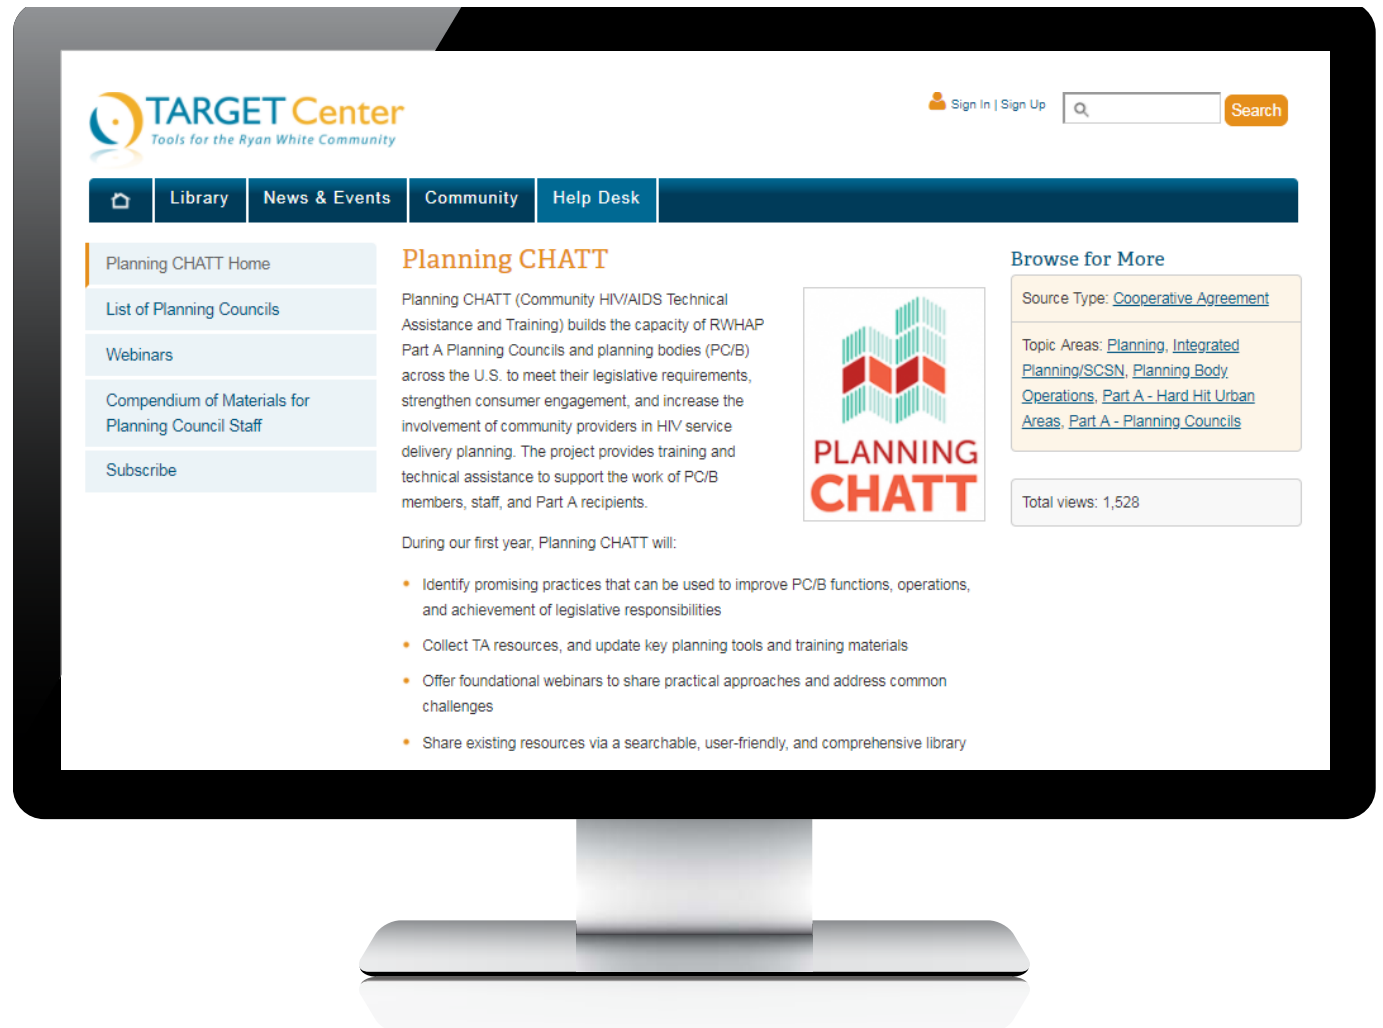 TARGET Center
Tools for the Ryan White Community
Sign In | Sign Up
Search
Library
News & Events
Community
Help Desk
Planning CHATT Home
List of Planning Councils
Webinars
Compendium of Materials for
Planning Council Staff
Subscribe
Planning CHATT
Planning CHATT (Community HIV/AIDS Technical
Assistance and Training) builds the capacity of RWHAP
Part A Planning Councils and planning bodies (PC/B)
across the U.S. to meet their legislative requirements,
strengthen consumer engagement, and increase the
involvement of community providers in HIV service
delivery planning. The project provides training and
technical assistance to support the work of PC/B
members, staff, and Part A recipients.
PLANNING
CHATT
During our first year, Planning CHATT will:
Identify promising practices that can be used to improve PC/B functions, operations,
and achievement of legislative responsibilities
Collect TA resources, and update key planning tools and training materials
Offer foundational webinars to share practical approaches and address common
challenges
Share existing resources via a searchable, user-friendly, and comprehensive library
Browse for More
Source Type: Cooperative Agreement
Topic Areas: Planning, Integrated
Planning/SCSN, Planning Body
Operations, Part A - Hard Hit Urban
Areas, Part A - Planning Councils
Total views: 1,528